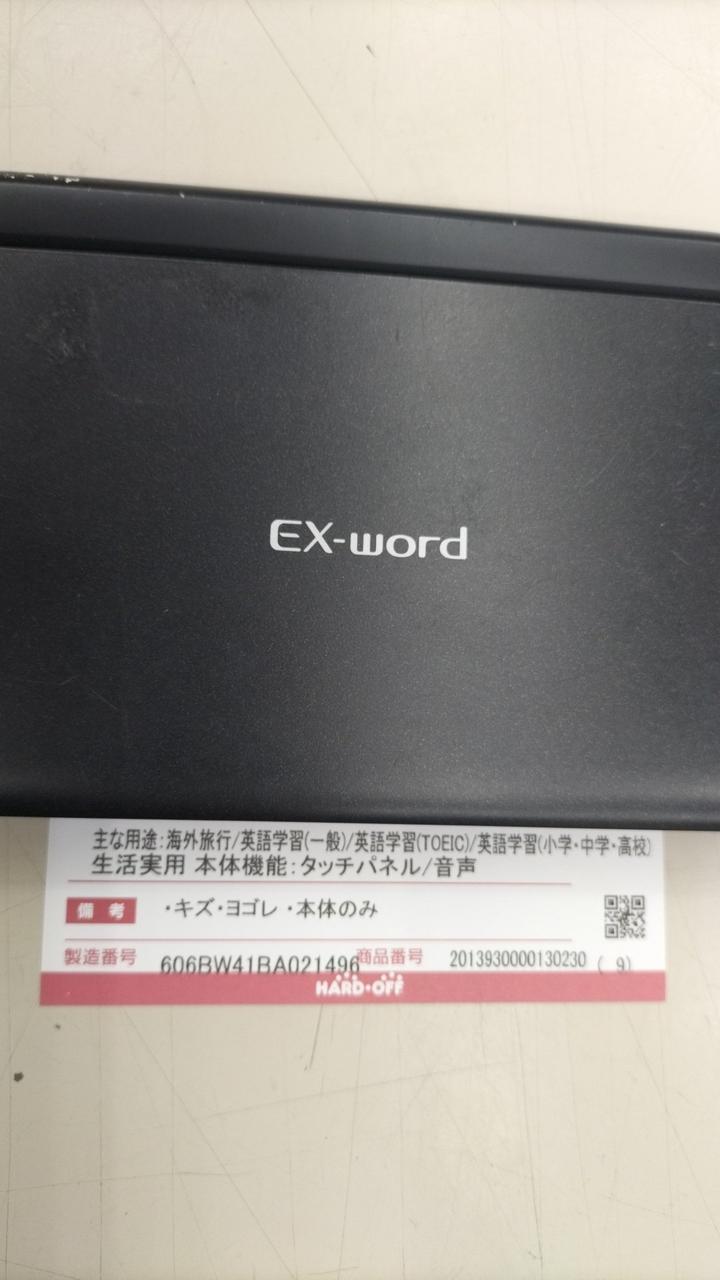 EX-word
主な用途:海外旅行/英語学習(一般)/英語学習(TOEIC)/英語学習(小学・中学・高校)
生活実用 本体機能:タッチパネル/音声
備考 ・キズ・ヨゴレ ・本体のみ
製造番号 606BW41BA021496 商品番号 2013930000130230 ( 9)
HARD・OFF